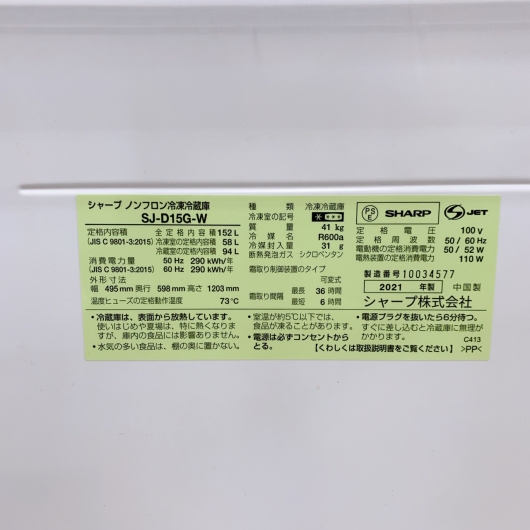 シャープ ノンフロン冷凍冷蔵庫
SJ-D15G-W
定格内容積 全定格内容積 152 L
(JIS C 9801-3:2015) 冷凍室の定格内容積 58 L
冷蔵室の定格内容積 94 L
消費電力量 50 Hz 290 kWh/年
(JIS C 9801-3:2015) 60 Hz 290 kWh/年
外形寸法
幅 495 mm 奥行 598 mm 高さ 1203 mm
温度ヒューズの定格動作温度 73℃
種類 冷凍冷蔵庫
冷凍室の記号
質量 41 kg
冷媒名 R600a
冷媒封入量 31 g
断熱発泡ガス シクロペンタン
霜取り制御装置のタイプ
可変式
霜取り間隔 最長 36 時間
最短 6 時間
PS E SHARP S JET
定格電圧 100 V
定格周波数 50 / 60 Hz
電動機の定格消費電力 50 / 52 W
電熱装置の定格消費電力 110 W
製造番号 10034577
2021 年製 中国製
シャープ株式会社
・冷蔵庫は、表面から放熱しています。
使いはじめや夏場は、特に熱くなり
ますが異常ではありません。食品
には影響ありません。
・水気の多い食品は、棚の奥に置かない。
・室温が約5℃以下では、
食品が凍ることがあります。
・電源は必ずコンセントから
とる。
・電源プラグを抜いたら6分待つ。
すぐに差し込むと冷蔵庫に無理が
かかります。
【くわしくは取扱説明書をご覧ください】
C413
>PP<